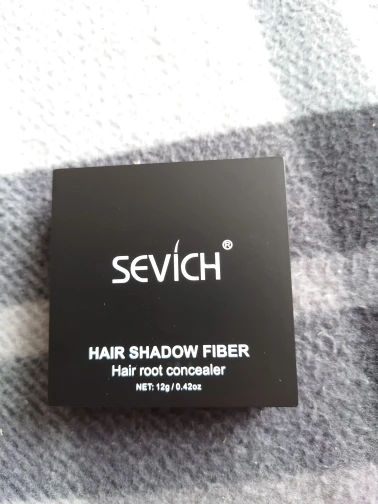 SEVICH®
HAIR SHADOW FIBER
Hair root concealer
NET: 12g / 0.42oz